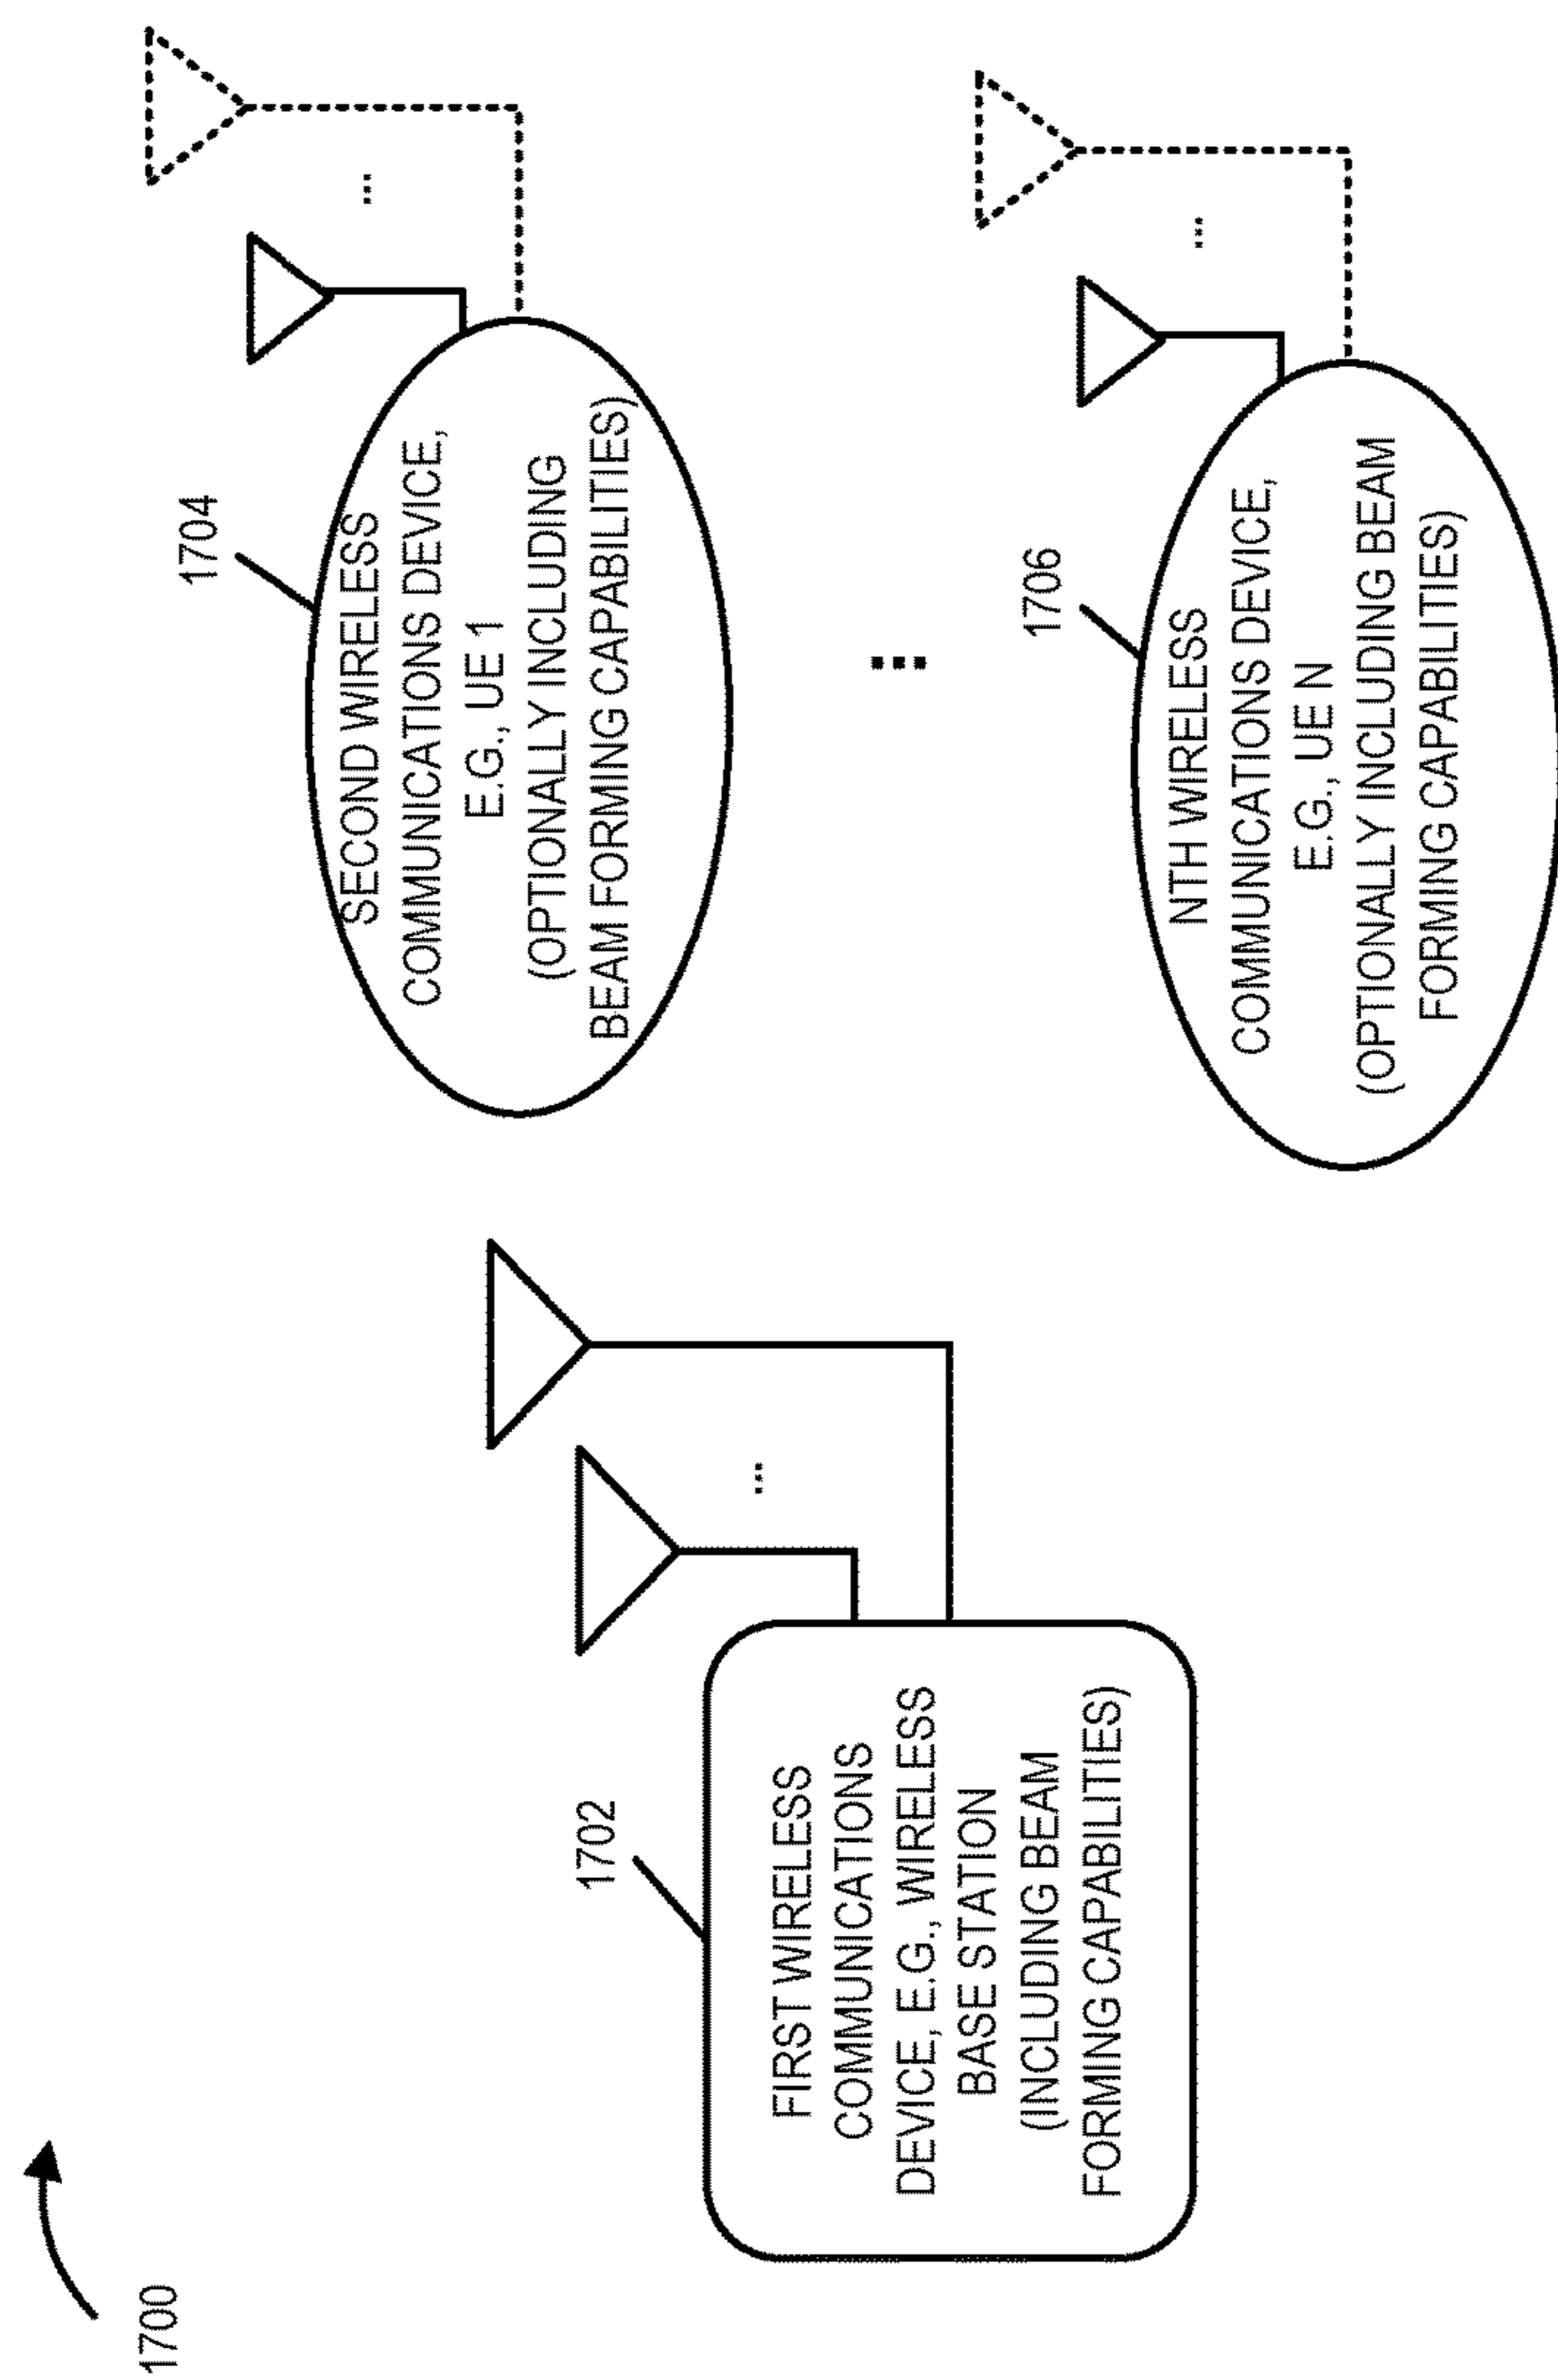 1700
1702
FIRST WIRELESS
COMMUNICATIONS
DEVICE, E.G., WIRELESS
BASE STATION
(INCLUDING BEAM
FORMING CAPABILITIES)
...
1704
SECOND WIRELESS
COMMUNICATIONS DEVICE,
E.G., UE 1
(OPTIONALLY INCLUDING
BEAM FORMING CAPABILITIES)
...
...
1706
NTH WIRELESS
COMMUNICATIONS DEVICE,
E.G., UE N
(OPTIONALLY INCLUDING BEAM
FORMING CAPABILITIES)
...